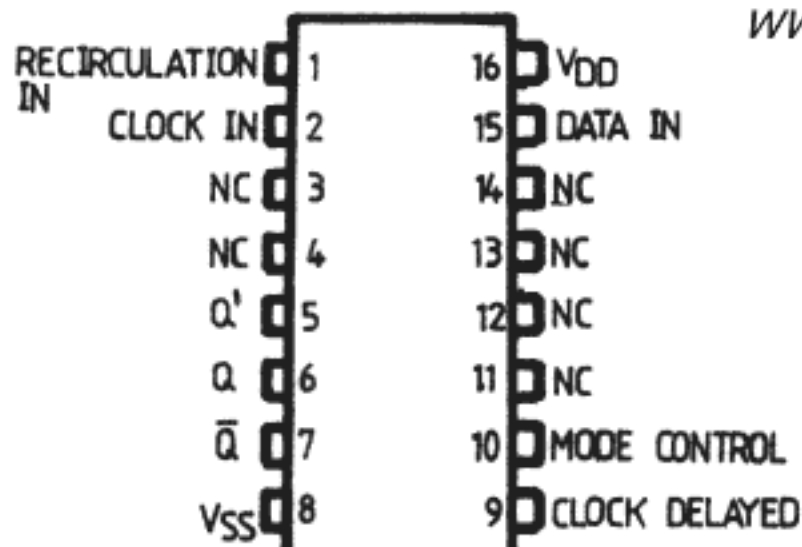 WW
RECIRCULATION 1 16 VDD
IN
CLOCK IN 2 15 DATA IN
NC 3 14 NC
NC 4 13 NC
Q' 5 12 NC
Q 6 11 NC
Q̅ 7 10 MODE CONTROL
VSS 8 9 CLOCK DELAYED